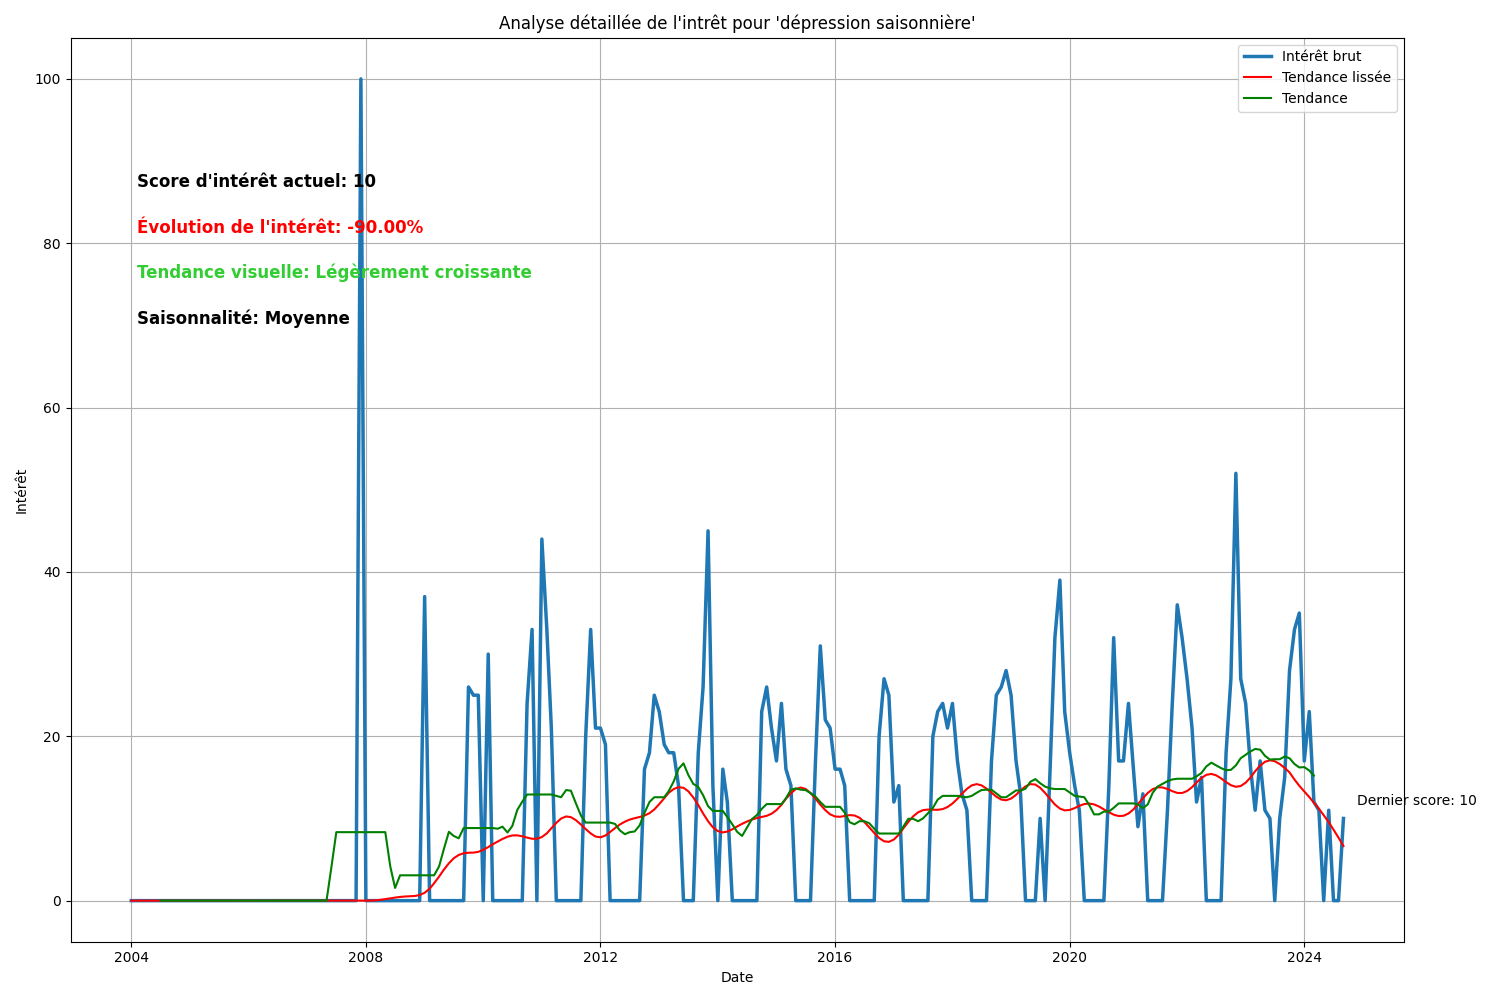 Analyse détaillée de l'intrêt pour 'dépression saisonnière'
Intérêt brut
Tendance lissée
Tendance
100
80
60
40
20
0
Intérêt
Score d'intérêt actuel: 10
Évolution de l'intérêt: -90.00%
Tendance visuelle: Légèrement croissante
Saisonnalité: Moyenne
Dernier score: 10
2004
2008
2012
2016
2020
2024
Date